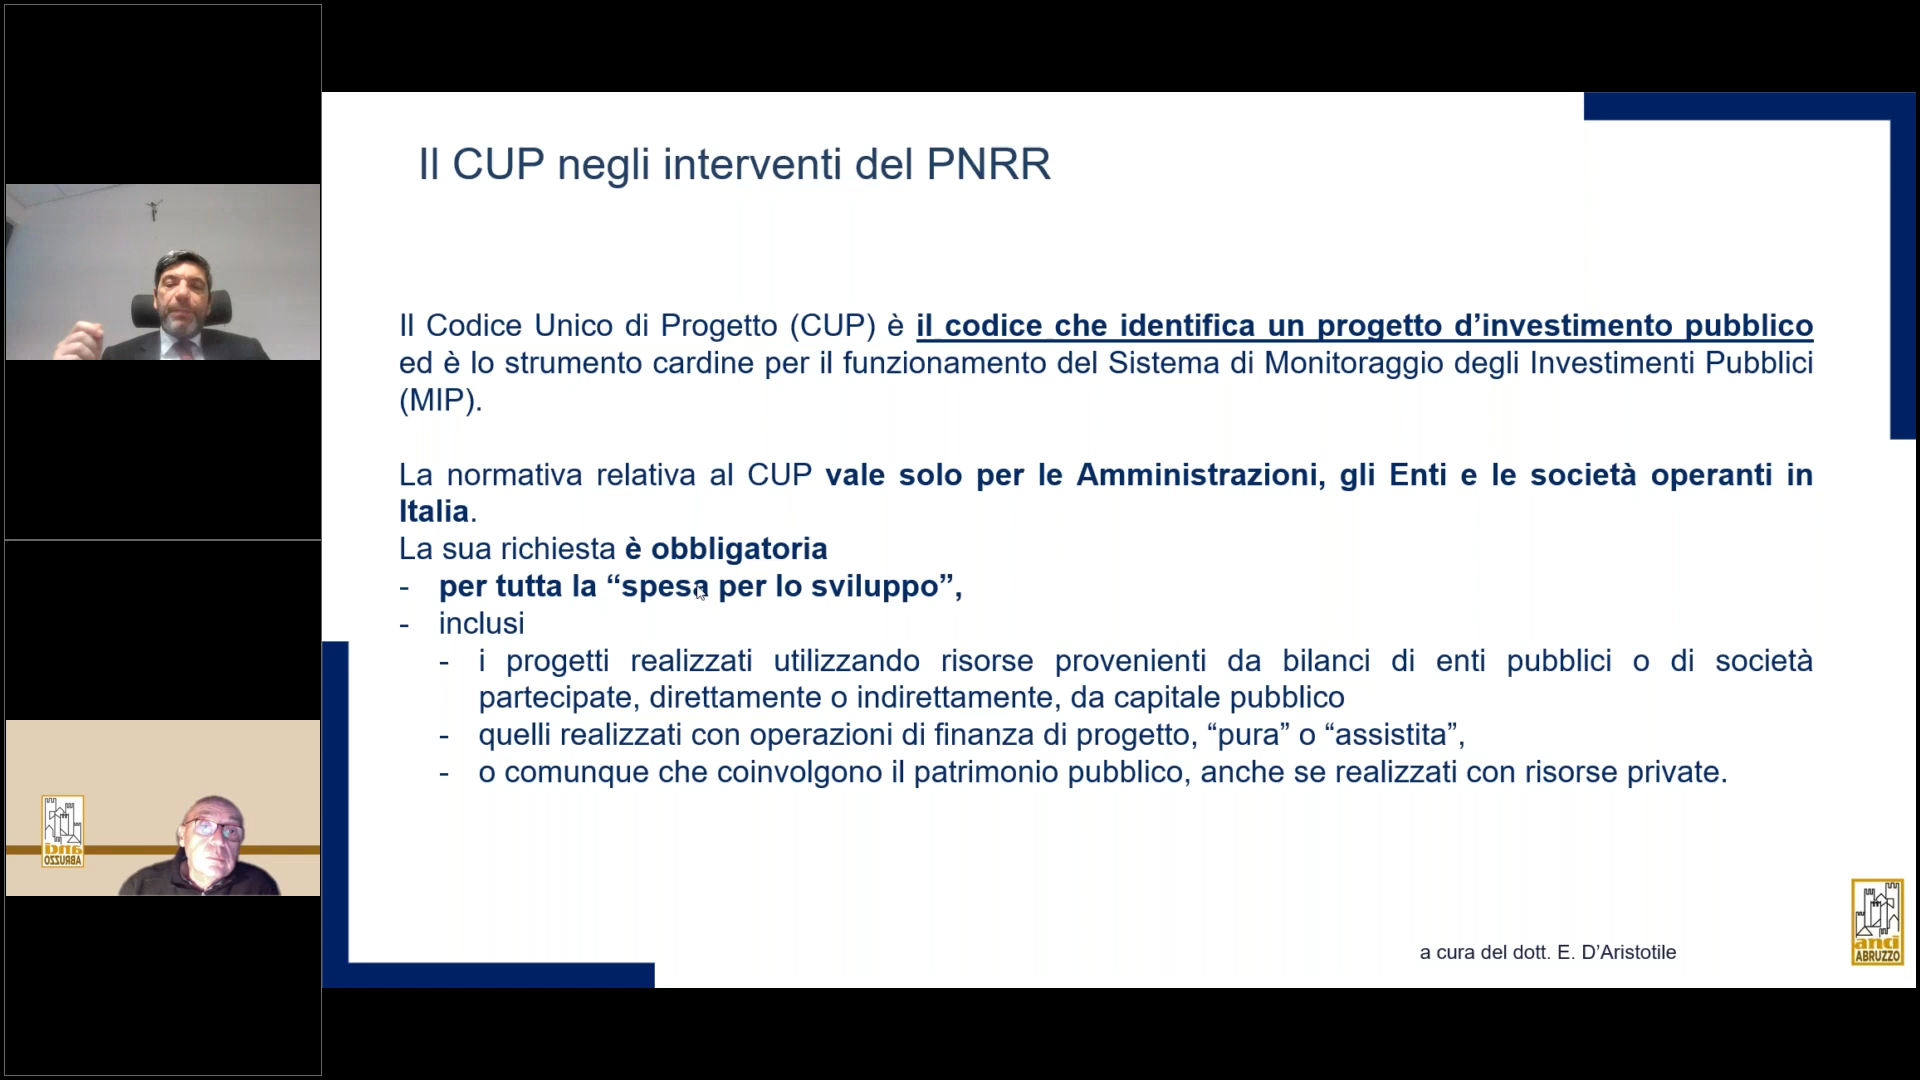 Il CUP negli interventi del PNRR
Il Codice Unico di Progetto (CUP) è il codice che identifica un progetto d’investimento pubblico
ed è lo strumento cardine per il funzionamento del Sistema di Monitoraggio degli Investimenti Pubblici
(MIP).
La normativa relativa al CUP vale solo per le Amministrazioni, gli Enti e le società operanti in
Italia.
La sua richiesta è obbligatoria
- per tutta la “spesa per lo sviluppo”,
- inclusi
- i progetti realizzati utilizzando risorse provenienti da bilanci di enti pubblici o di società
partecipate, direttamente o indirettamente, da capitale pubblico
- quelli realizzati con operazioni di finanza di progetto, “pura” o “assistita”,
- o comunque che coinvolgono il patrimonio pubblico, anche se realizzati con risorse private.
a cura del dott. E. D’Aristotile
anci
ABRUZZO
anci
ABRUZZO